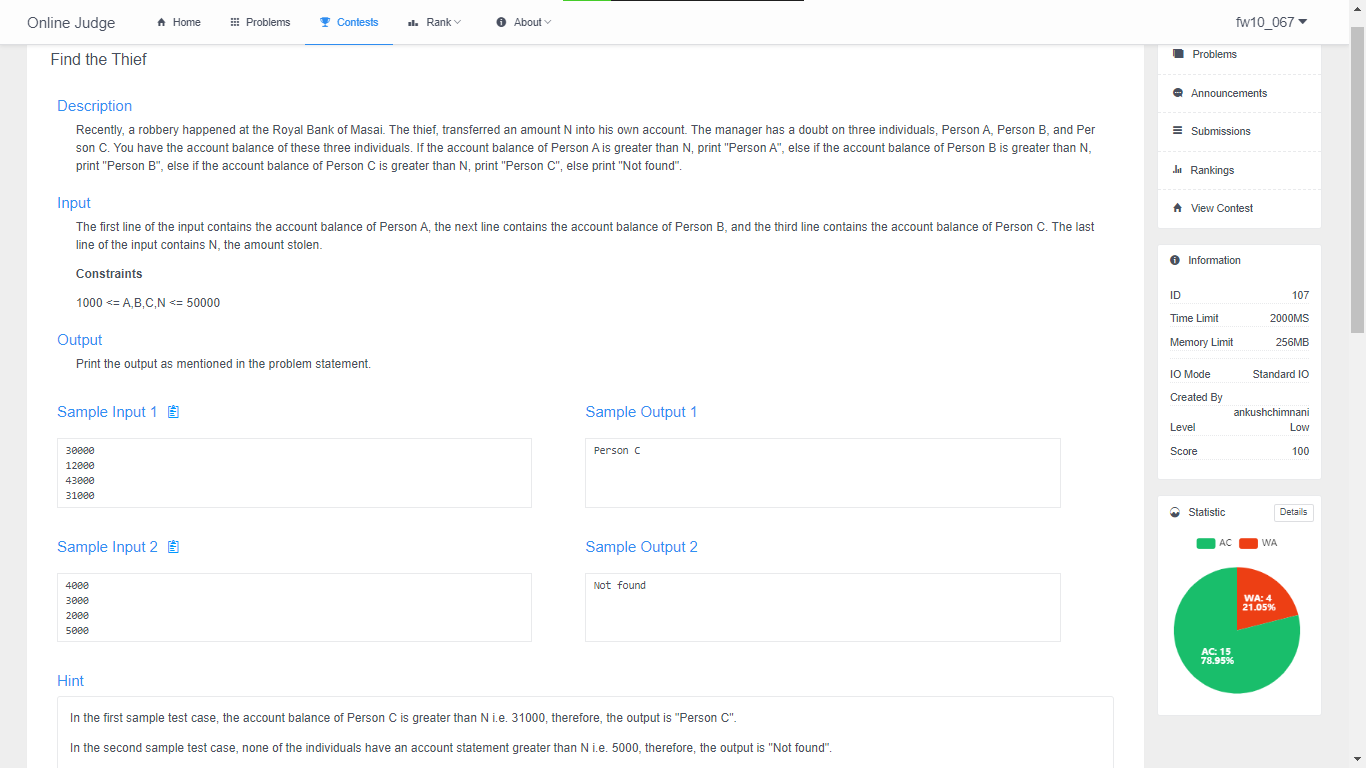 Online Judge
Home
Problems
Contests
Rank
About
fw10_067
Find the Thief
Description
Recently, a robbery happened at the Royal Bank of Masai. The thief, transferred an amount N into his own account. The manager has a doubt on three individuals, Person A, Person B, and Per
son C. You have the account balance of these three individuals. If the account balance of Person A is greater than N, print "Person A", else if the account balance of Person B is greater than N,
print "Person B", else if the account balance of Person C is greater than N, print "Person C", else print "Not found".
Input
The first line of the input contains the account balance of Person A, the next line contains the account balance of Person B, and the third line contains the account balance of Person C. The last
line of the input contains N, the amount stolen.
Constraints
1000 <= A,B,C,N <= 50000
Output
Print the output as mentioned in the problem statement.
Sample Input 1
30000
12000
43000
31000
Sample Output 1
Person C
Sample Input 2
4000
3000
2000
5000
Sample Output 2
Not found
Hint
In the first sample test case, the account balance of Person C is greater than N i.e. 31000, therefore, the output is "Person C".
In the second sample test case, none of the individuals have an account statement greater than N i.e. 5000, therefore, the output is "Not found".
Problems
Announcements
Submissions
Rankings
View Contest
Information
ID 107
Time Limit 2000MS
Memory Limit 256MB
IO Mode Standard IO
Created By
ankushchimnani
Level Low
Score 100
Statistic Details
AC WA
WA: 4
21.05%
AC: 15
78.95%